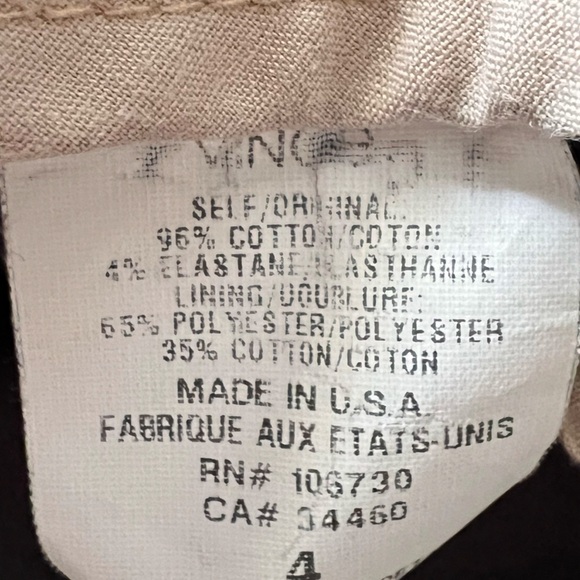 VINCE.
SELF/ORIGINAL:
96% COTTON/COTON
4% ELASTANE/ELASTHANNE
LINING/DOUBLURE:
65% POLYESTER/POLYESTER
35% COTTON/COTON
MADE IN U.S.A.
FABRIQUE AUX ETATS-UNIS
RN# 106730
CA# 34460
4